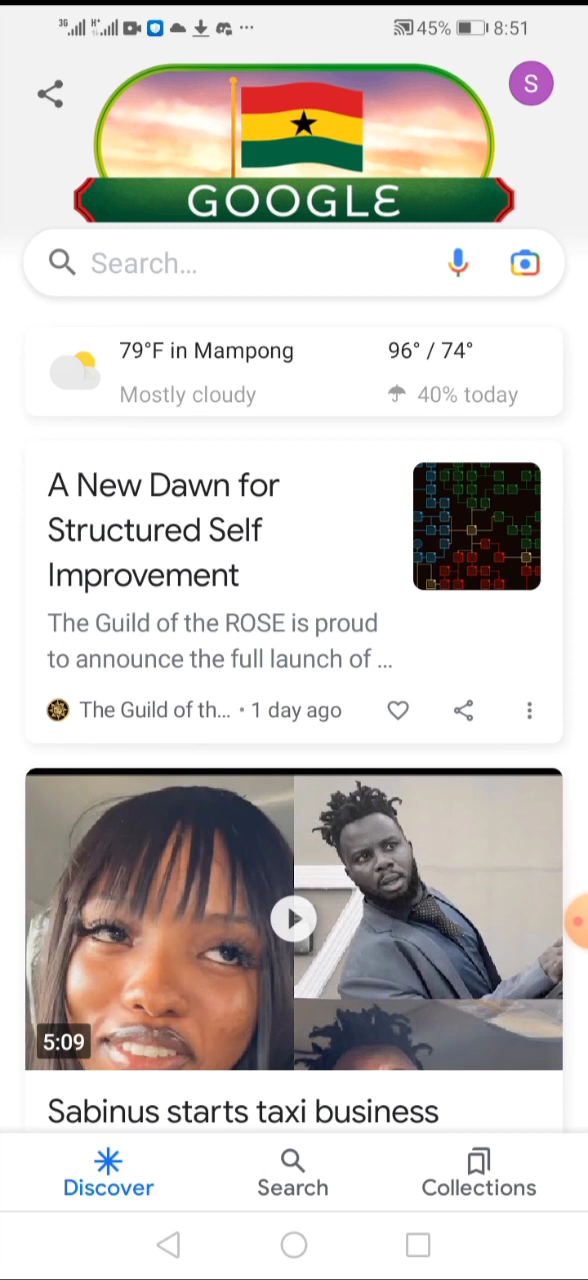 3G H+ 45% 8:51
S
GOOGLE
Search...
79°F in Mampong 96° / 74°
Mostly cloudy 40% today
A New Dawn for
Structured Self
Improvement
The Guild of the ROSE is proud
to announce the full launch of ...
The Guild of th... • 1 day ago
5:09
Sabinus starts taxi business
Discover Search Collections